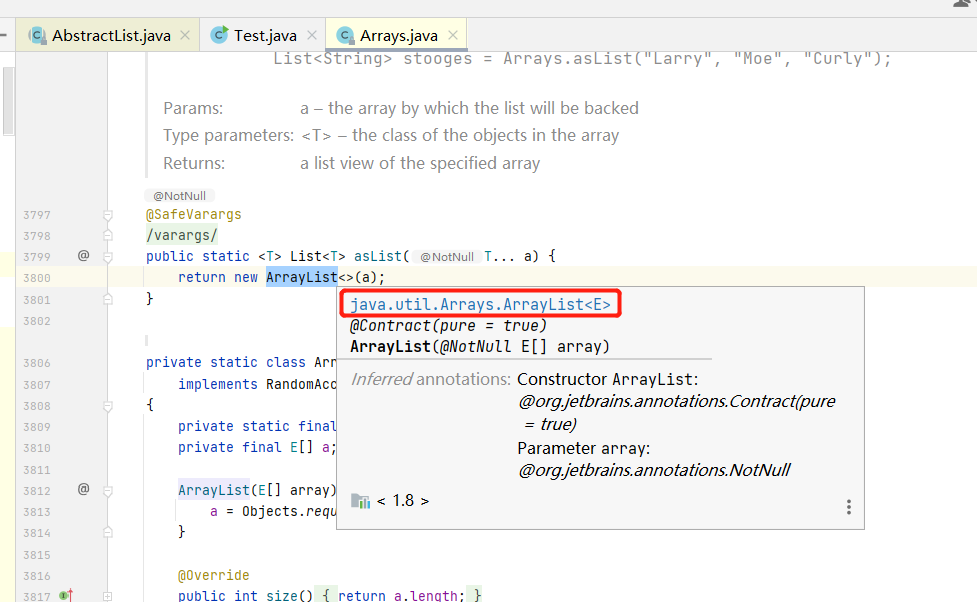 AbstractList.java
Test.java
Arrays.java
List<String> stooges = Arrays.asList("Larry", "Moe", "Curly");
Params: a – the array by which the list will be backed
Type parameters: <T> – the class of the objects in the array
Returns: a list view of the specified array
@NotNull
3797 @SafeVarargs
3798 /varargs/
3799 @ public static <T> List<T> asList( @NotNull T... a) {
3800 return new ArrayList<>(a);
3801 }
3802
java.util.Arrays.ArrayList<E>
@Contract(pure = true)
ArrayList(@NotNull E[] array)
Inferred annotations: Constructor ArrayList:
@org.jetbrains.annotations.Contract(pure
= true)
Parameter array:
@org.jetbrains.annotations.NotNull
< 1.8 >
3806 private static class Arr
3807 implements RandomAcc
3808 {
3809 private static final
3810 private final E[] a;
3811
3812 @ ArrayList(E[] array)
3813 a = Objects.requ
3814 }
3815
3816 @Override
3817 public int size() { return a.length; }